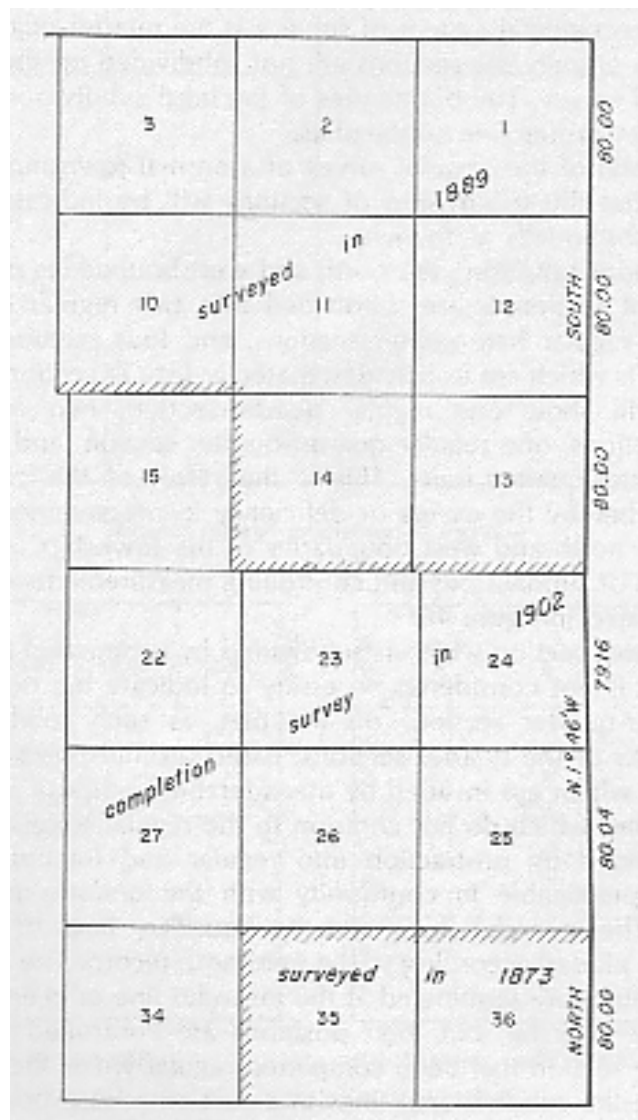 3 2 1 80.00
surveyed in 1889
10 11 12 SOUTH 80.00
15 14 13 80.00
completion survey in 1902
22 23 24 79.16
N 1° 46' W
27 26 25 80.04
surveyed in 1873
34 35 36 NORTH 80.00